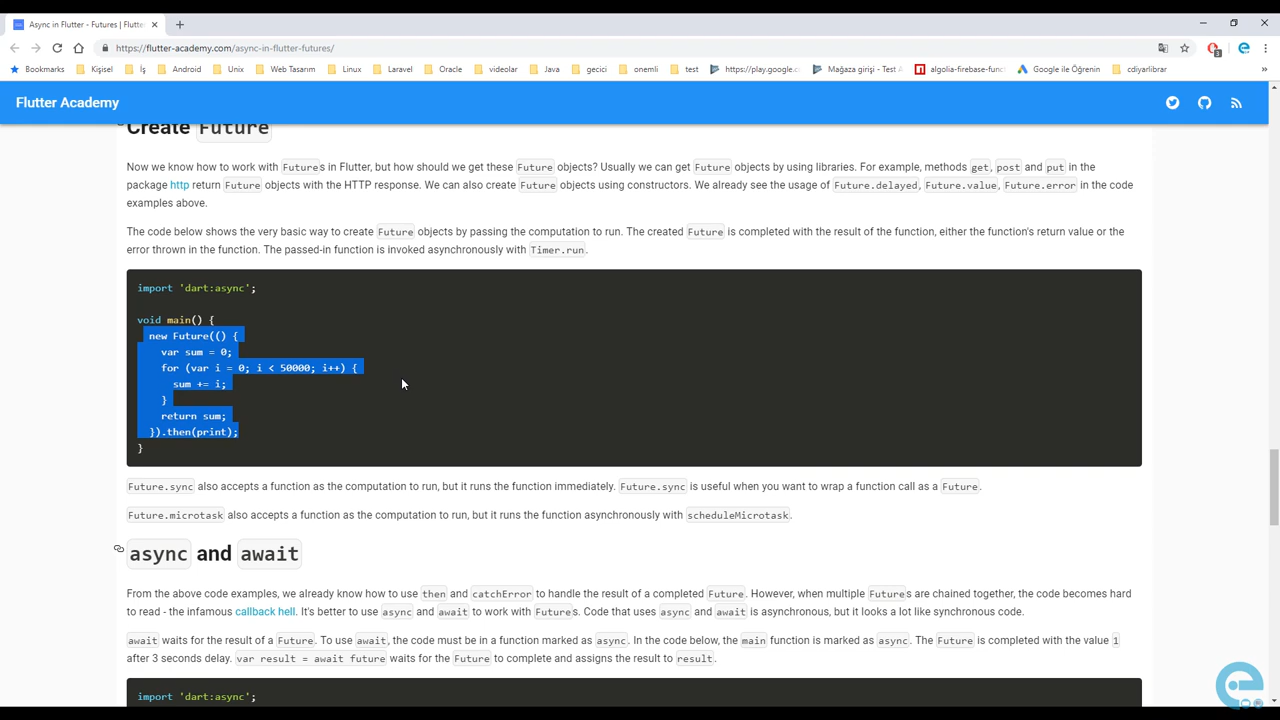 Async in Flutter - Futures | Flutte
https://flutter-academy.com/async-in-flutter-futures/
Bookmarks Kişisel İş Android Unix Web Tasarım Linux Laravel Oracle videolar Java gecici onemli test https://play.google.c Mağaza girişi - Test A algolia-firebase-func Google ile Öğrenin cdiyarlibrar »
Flutter Academy
Create Future
Now we know how to work with Futures in Flutter, but how should we get these Future objects? Usually we can get Future objects by using libraries. For example, methods get, post and put in the
package http return Future objects with the HTTP response. We can also create Future objects using constructors. We already see the usage of Future.delayed, Future.value, Future.error in the code
examples above.
The code below shows the very basic way to create Future objects by passing the computation to run. The created Future is completed with the result of the function, either the function's return value or the
error thrown in the function. The passed-in function is invoked asynchronously with Timer.run.
import 'dart:async';
void main() {
new Future(() {
var sum = 0;
for (var i = 0; i < 50000; i++) {
sum += i;
}
return sum;
}).then(print);
}
Future.sync also accepts a function as the computation to run, but it runs the function immediately. Future.sync is useful when you want to wrap a function call as a Future.
Future.microtask also accepts a function as the computation to run, but it runs the function asynchronously with scheduleMicrotask.
async and await
From the above code examples, we already know how to use then and catchError to handle the result of a completed Future. However, when multiple Futures are chained together, the code becomes hard
to read - the infamous callback hell. It's better to use async and await to work with Futures. Code that uses async and await is asynchronous, but it looks a lot like synchronous code.
await waits for the result of a Future. To use await, the code must be in a function marked as async. In the code below, the main function is marked as async. The Future is completed with the value 1
after 3 seconds delay. var result = await future waits for the Future to complete and assigns the result to result.
import 'dart:async';